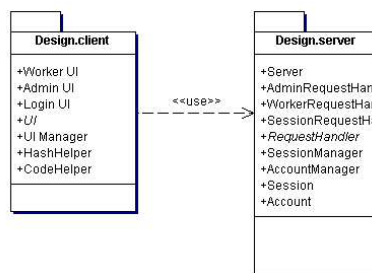 Design.client
+Worker UI
+Admin UI
+Login UI
+UI
+UI Manager
+HashHelper
+CodeHelper
<<use>>
Design.server
+Server
+AdminRequestHan
+WorkerRequestHan
+SessionRequestHa
+RequestHandler
+SessionManager
+AccountManager
+Session
+Account